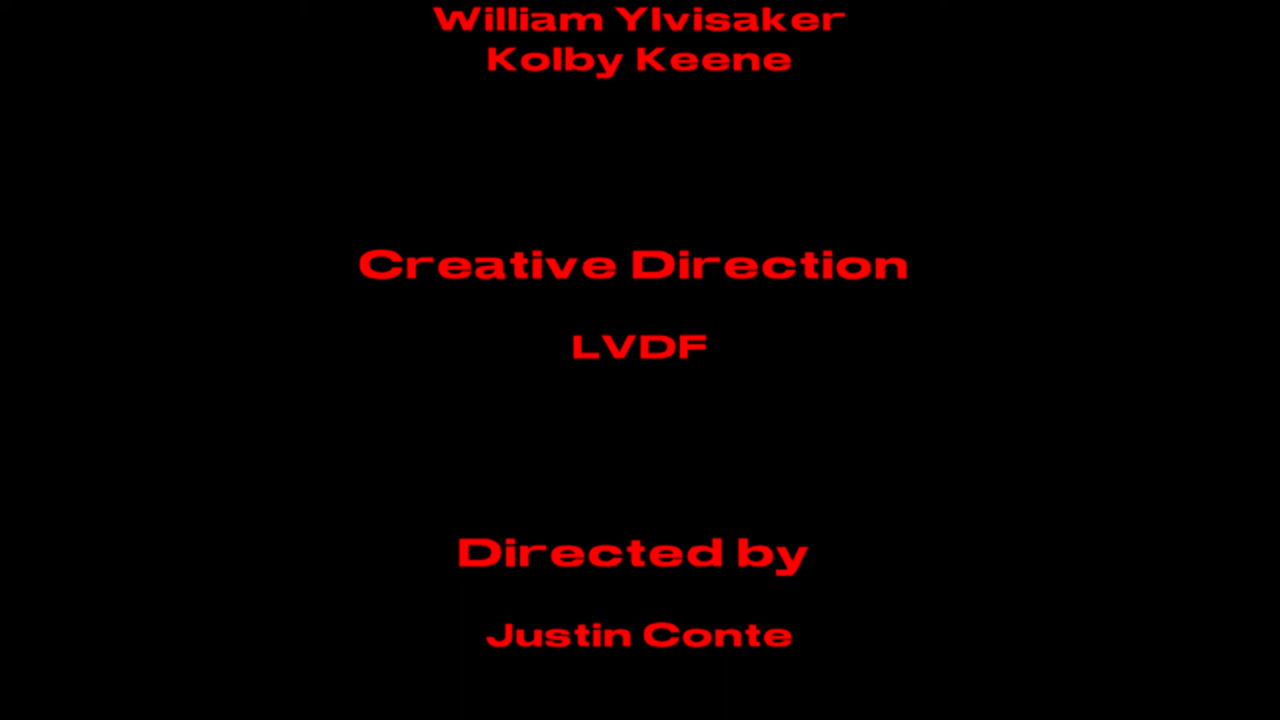 William Ylvisaker
Kolby Keene
Creative Direction
LVDF
Directed by
Justin Conte